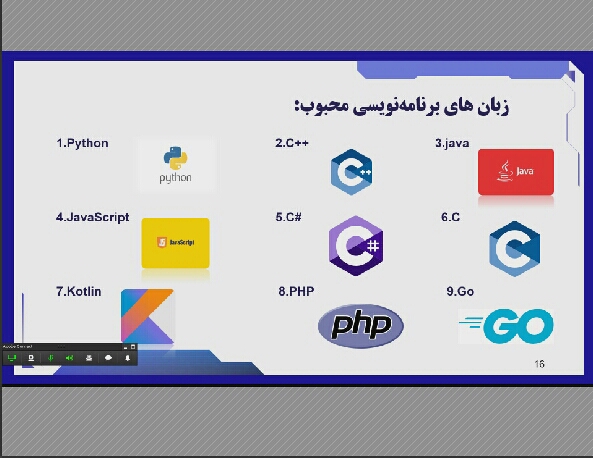 زبان های برنامه‌نویسی محبوب:
1.Python
python
2.C++
C++
3.java
java
4.JavaScript
JavaScript
5.C#
C#
6.C
C
7.Kotlin
8.PHP
php
9.Go
GO
16